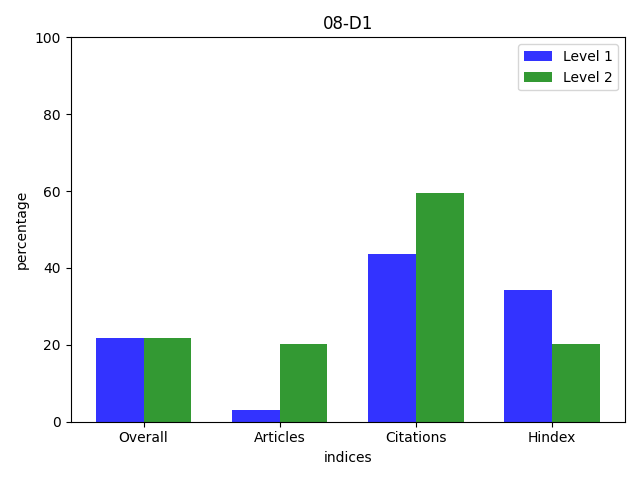 08-D1
100
80
60
40
20
0
percentage
Level 1
Level 2
Overall Articles Citations Hindex
indices